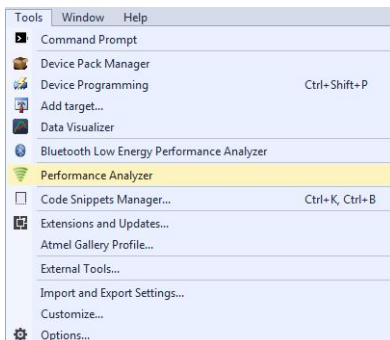 Tools Window Help
Command Prompt
Device Pack Manager
Device Programming Ctrl+Shift+P
Add target...
Data Visualizer
Bluetooth Low Energy Performance Analyzer
Performance Analyzer
Code Snippets Manager... Ctrl+K, Ctrl+B
Extensions and Updates...
Atmel Gallery Profile...
External Tools...
Import and Export Settings...
Customize...
Options...